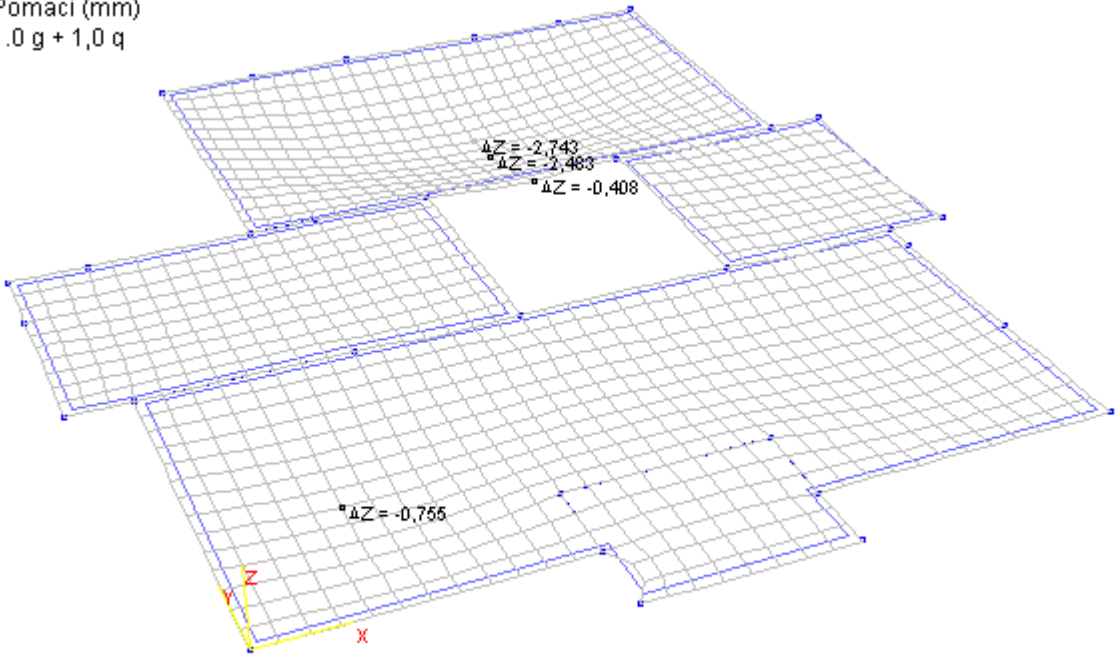 Pomaci (mm)
.0 g + 1,0 q
ΔZ = -2,743
ΔZ = -2,483
ΔZ = -0,408
ΔZ = -0,755
Z
Y
X